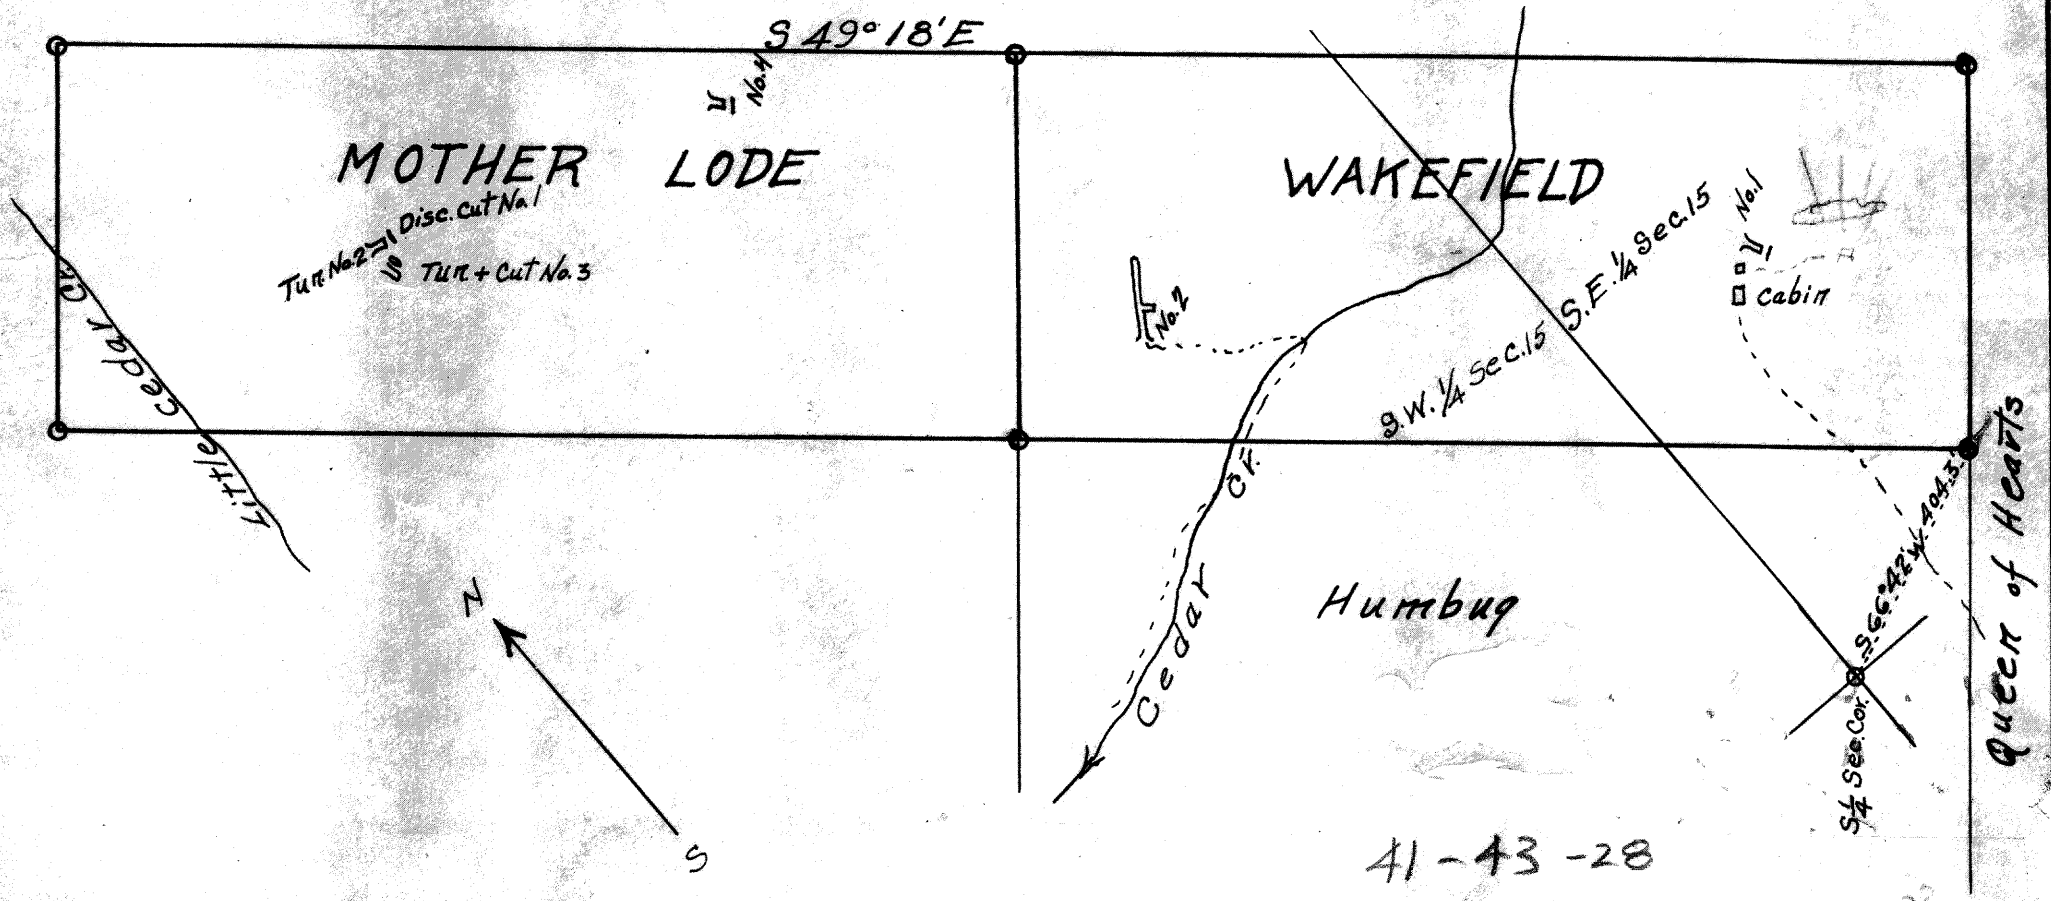 S 49° 18' E
No. 4
MOTHER LODE
WAKEFIELD
Disc. Cut No. 1
Tun No. 2
Tun + Cut No. 3
No. 1
Cabin
No. 2
S.E. 1/4 Sec. 15
S.W. 1/4 Sec. 15
Little Cedar Cr.
Cedar Cr.
Humbug
Queen of Hearts
S 66° 42' W 404.3'
S 1/4 Sec. Cor.
N
S
41 - 43 - 28